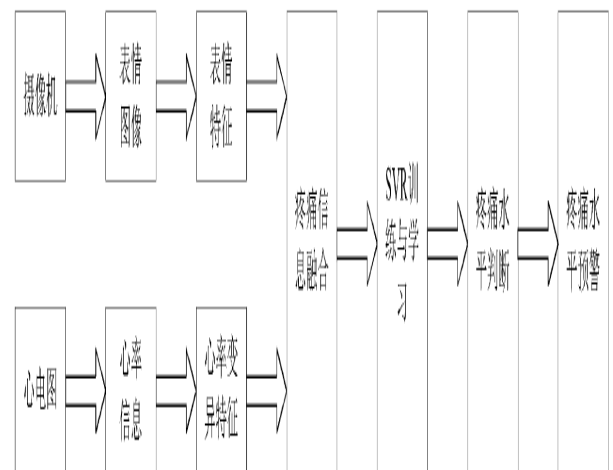 摄像机
表情
图像
表情
特征
心电图
心率
信息
心率变
异特征
疼痛信
息融合
SVR训
练与学
习
疼痛水
平判断
疼痛水
平预警